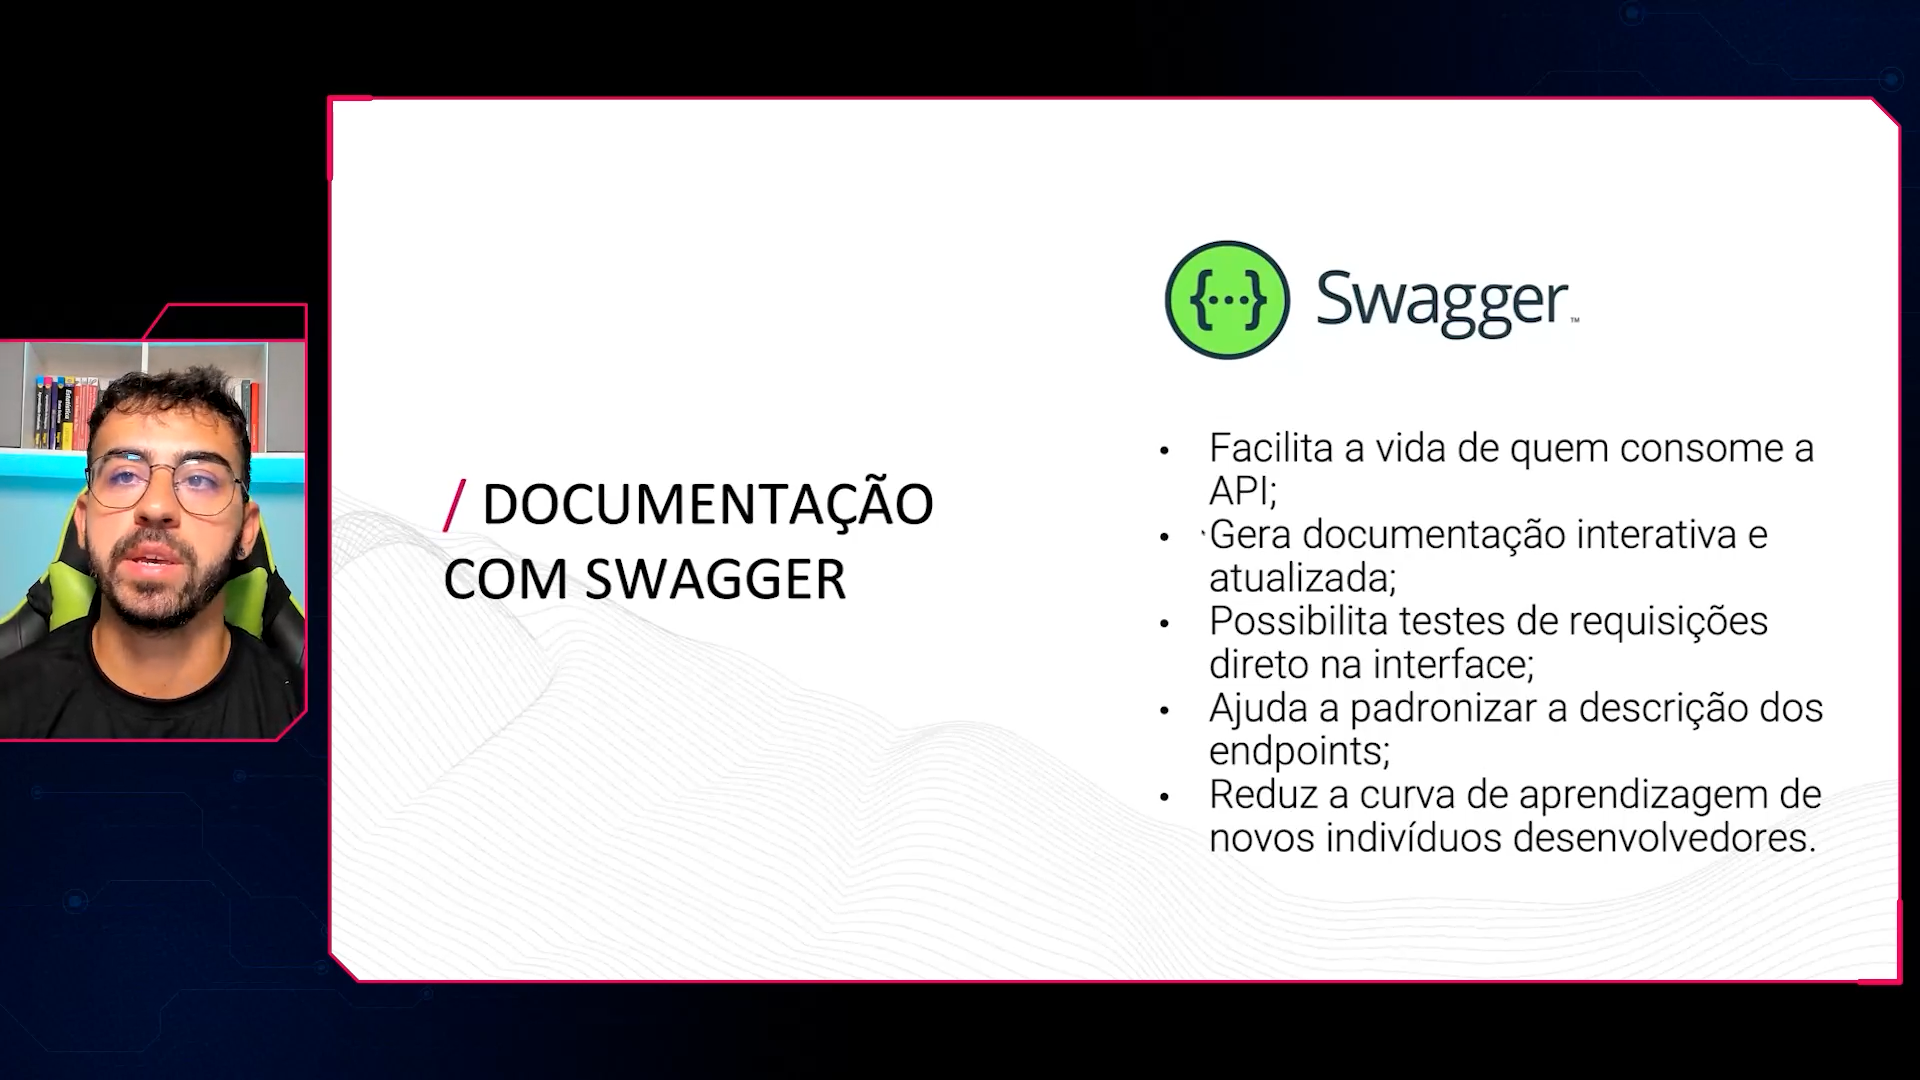 Swagger™
/ DOCUMENTAÇÃO
COM SWAGGER
• Facilita a vida de quem consome a
API;
• Gera documentação interativa e
atualizada;
• Possibilita testes de requisições
direto na interface;
• Ajuda a padronizar a descrição dos
endpoints;
• Reduz a curva de aprendizagem de
novos indivíduos desenvolvedores.